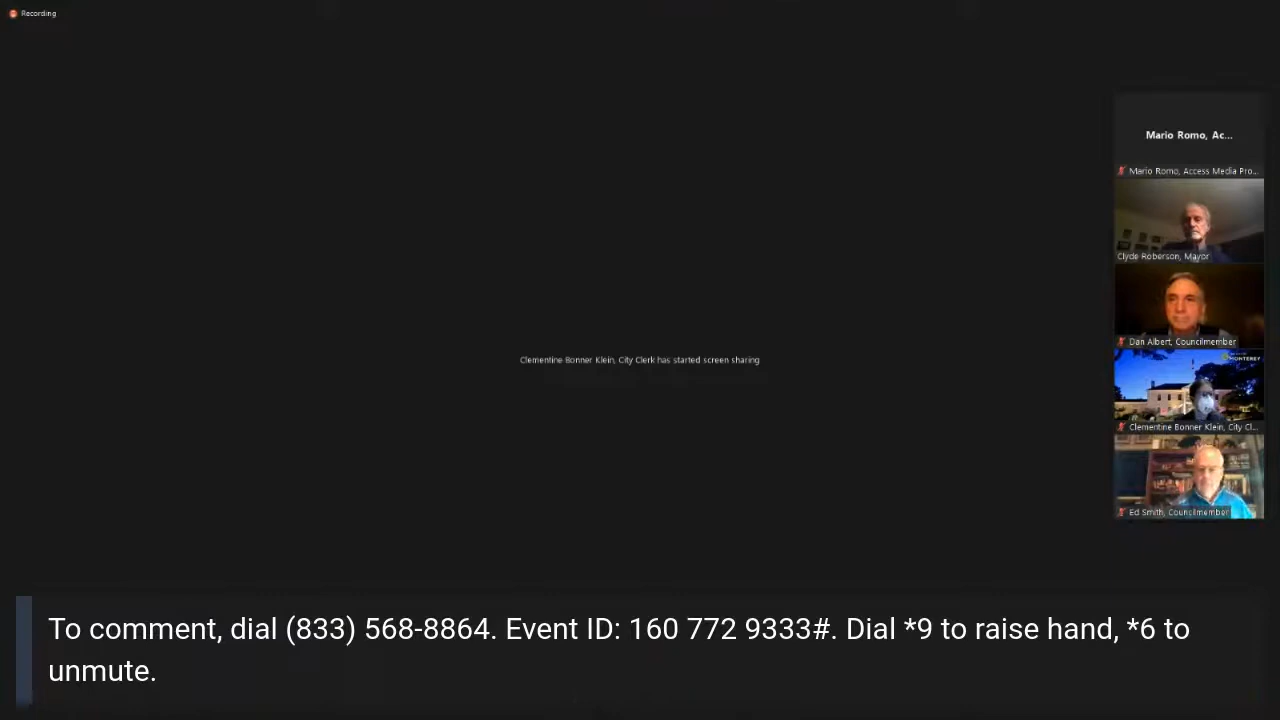 Recording
Mario Romo, Ac...
Mario Romo, Access Media Pro...
Clyde Roberson, Mayor
Dan Albert, Councilmember
MONTEREY
Clementine Bonner Klein, City Clerk has started screen sharing
Clementine Bonner Klein, City Cl...
Ed Smith, Councilmember
To comment, dial (833) 568-8864. Event ID: 160 772 9333#. Dial *9 to raise hand, *6 to
unmute.